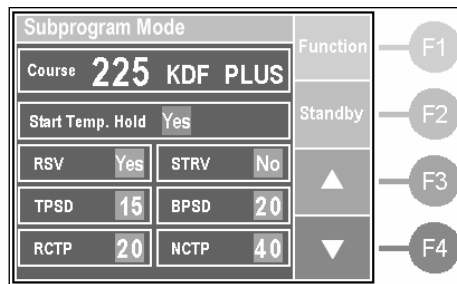 Subprogram Mode
Function F1
Course 225 KDF PLUS
Start Temp. Hold Yes
Standby F2
RSV Yes STRV No
F3
TPSD 15 BPSD 20
RCTP 20 NCTP 40
F4